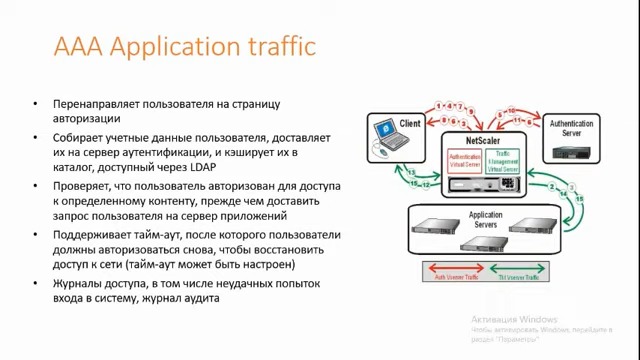 AAA Application traffic
• Перенаправляет пользователя на страницу
авторизации
• Собирает учетные данные пользователя, доставляет
их на сервер аутентификации, и кэширует их в
каталог, доступный через LDAP
• Проверяет, что пользователь авторизован для доступа
к определенному контенту, прежде чем доставить
запрос пользователя на сервер приложений
• Поддерживает тайм-аут, после которого пользователи
должны авторизоваться снова, чтобы восстановить
доступ к сети (тайм-аут может быть настроен)
• Журналы доступа, в том числе неудачных попыток
входа в систему, журнал аудита
Client
NetScaler
Authentication
Virtual Server
Traffic
Management
Virtual Server
Authentication
Server
Application
Servers
Auth Vserver Traffic
TM Vserver Traffic
Активация Windows
Чтобы активировать Windows, перейдите в
раздел "Параметры".